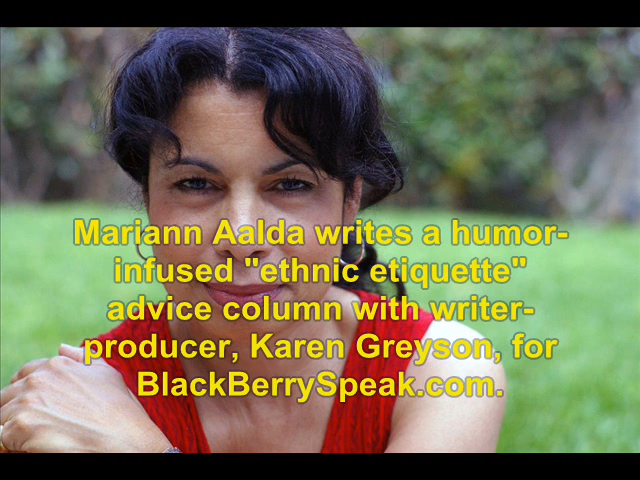 Mariann Aalda writes a humor-
infused "ethnic etiquette"
advice column with writer-
producer, Karen Greyson, for
BlackBerrySpeak.com.